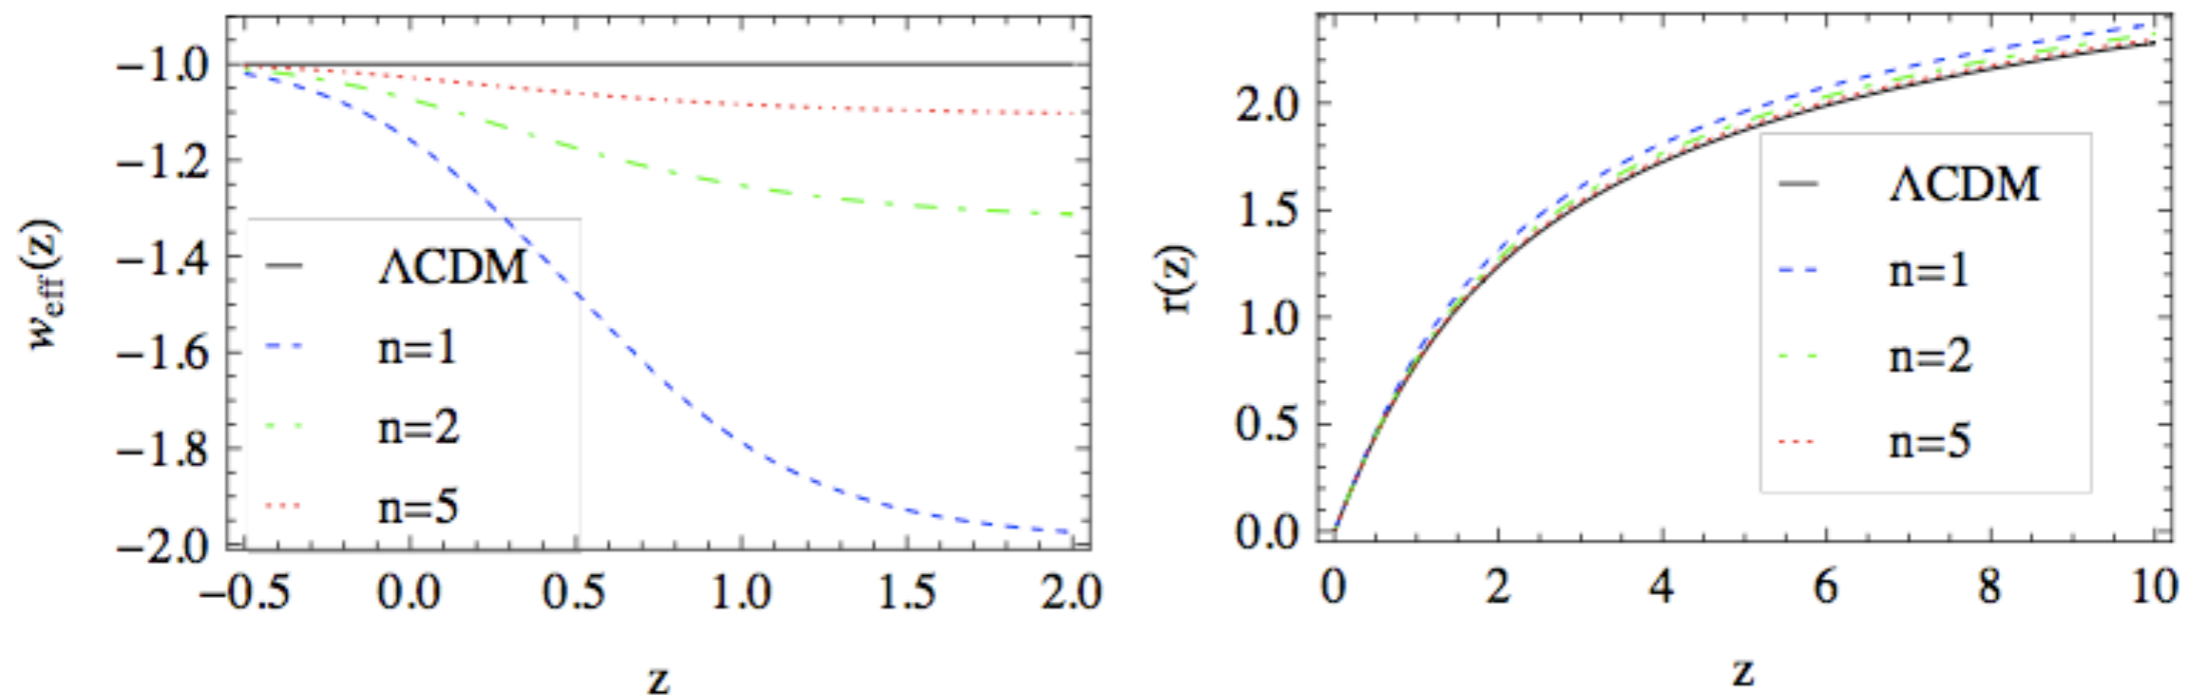 w_eff(z)
−1.0
−1.2
−1.4
−1.6
−1.8
−2.0
ΛCDM
n=1
n=2
n=5
−0.5 0.0 0.5 1.0 1.5 2.0
z
r(z)
2.0
1.5
1.0
0.5
0.0
ΛCDM
n=1
n=2
n=5
0 2 4 6 8 10
z